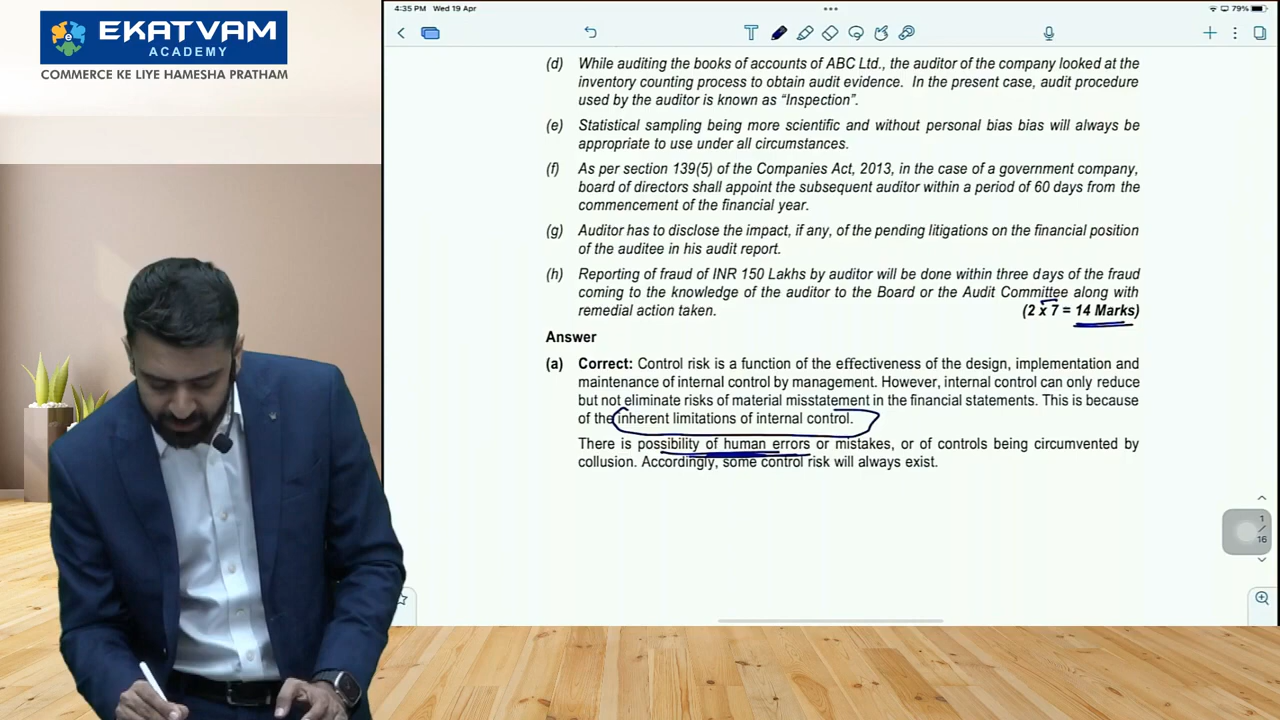 EKATVAM
ACADEMY
COMMERCE KE LIYE HAMESHA PRATHAM
4:35 PM Wed 19 Apr
79%
T
(d) While auditing the books of accounts of ABC Ltd., the auditor of the company looked at the
inventory counting process to obtain audit evidence. In the present case, audit procedure
used by the auditor is known as “Inspection”.
(e) Statistical sampling being more scientific and without personal bias bias will always be
appropriate to use under all circumstances.
(f) As per section 139(5) of the Companies Act, 2013, in the case of a government company,
board of directors shall appoint the subsequent auditor within a period of 60 days from the
commencement of the financial year.
(g) Auditor has to disclose the impact, if any, of the pending litigations on the financial position
of the auditee in his audit report.
(h) Reporting of fraud of INR 150 Lakhs by auditor will be done within three days of the fraud
coming to the knowledge of the auditor to the Board or the Audit Committee along with
remedial action taken. (2 x 7 = 14 Marks)
Answer
(a) Correct: Control risk is a function of the effectiveness of the design, implementation and
maintenance of internal control by management. However, internal control can only reduce
but not eliminate risks of material misstatement in the financial statements. This is because
of the inherent limitations of internal control.
There is possibility of human errors or mistakes, or of controls being circumvented by
collusion. Accordingly, some control risk will always exist.
1
/
16